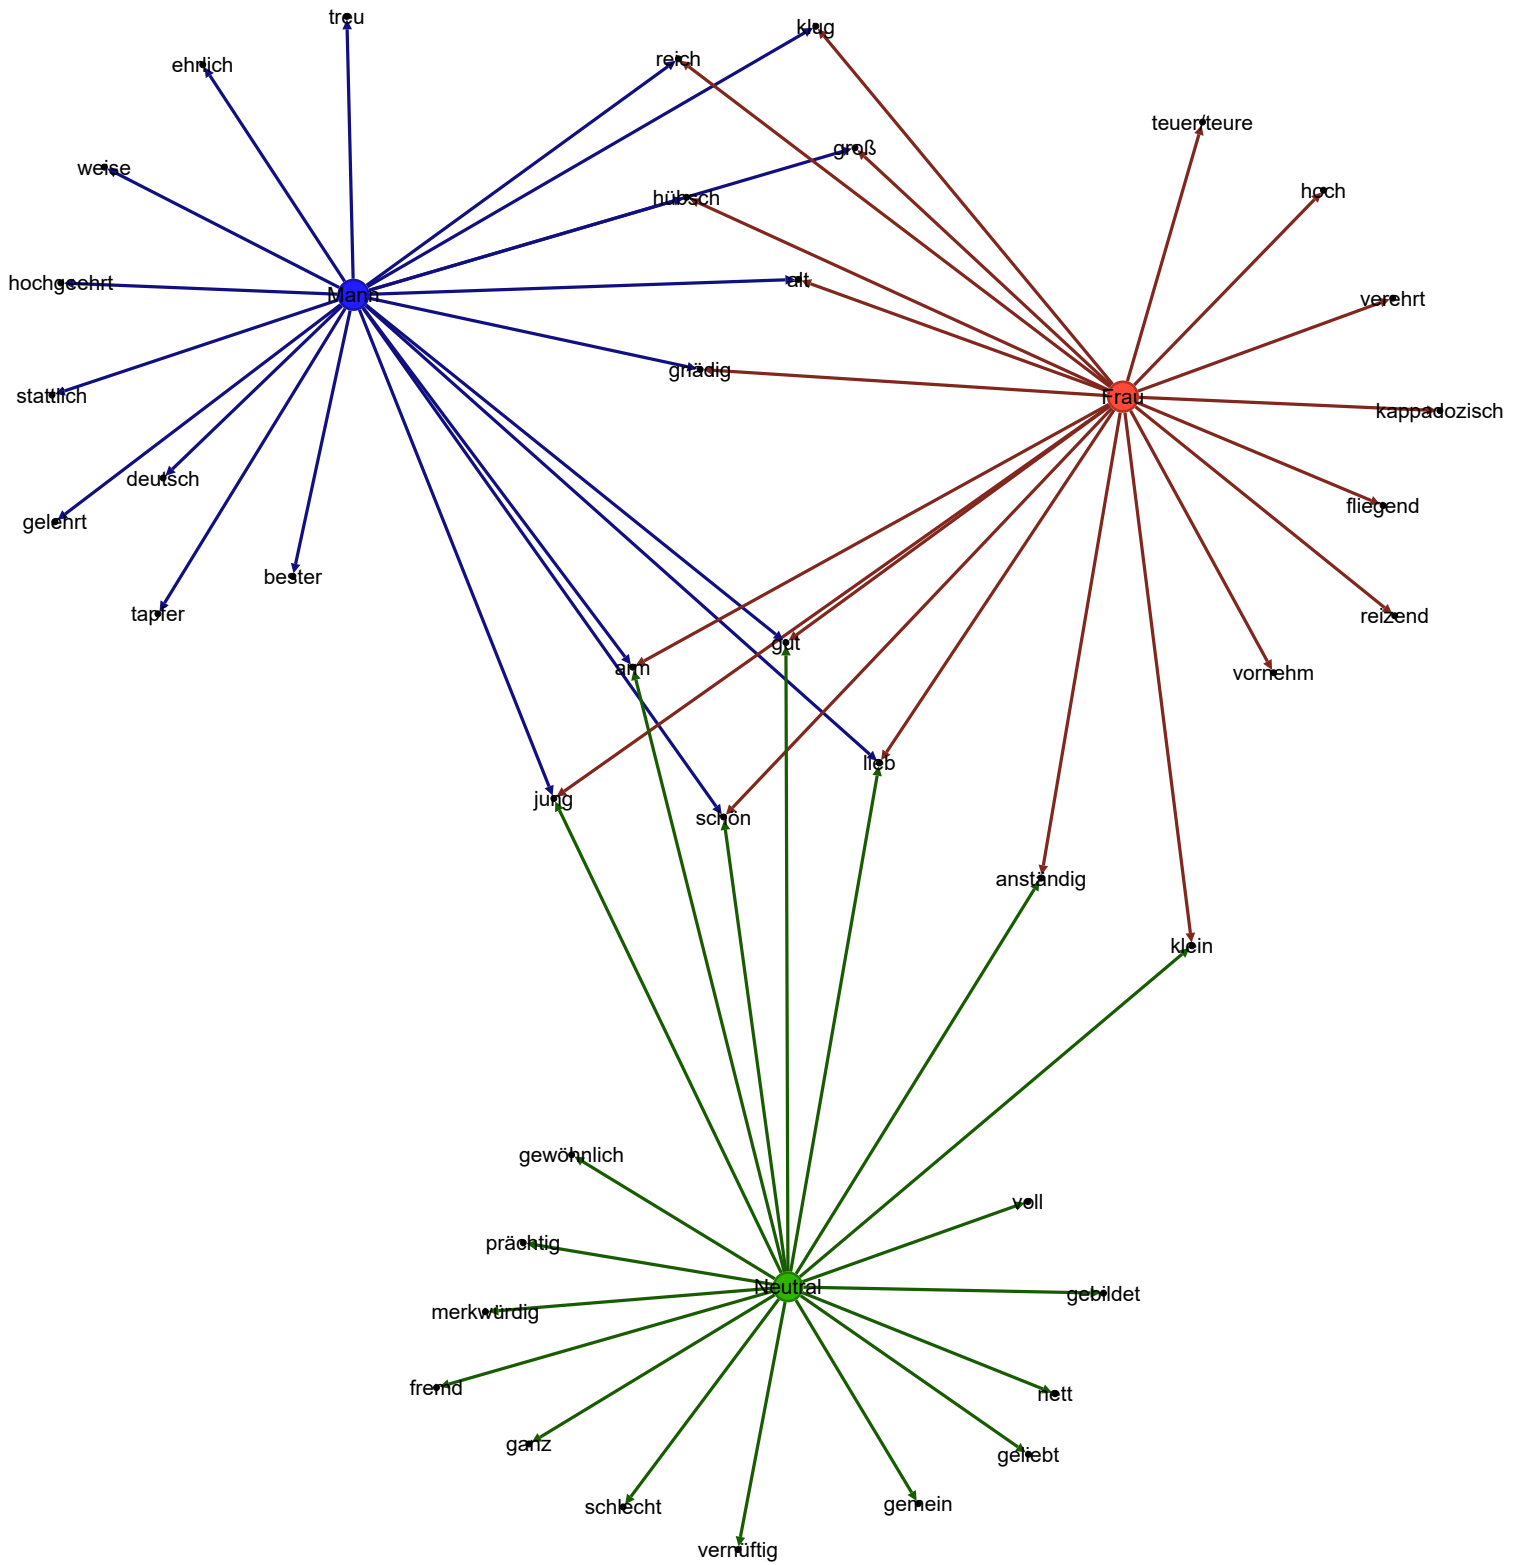 treu
klug
reich
ehrlich
teuer/teure
groß
weise
hoch
hübsch
alt
hochgeehrt
Mann
verehrt
gnädig
stattlich
Frau
kappadozisch
deutsch
fliegend
gelehrt
bester
tapfer
reizend
gut
arm
vornehm
lieb
jung
schön
anständig
klein
gewöhnlich
voll
prächtig
Neutral
gebildet
merkwürdig
fremd
nett
ganz
geliebt
schlecht
gemein
vernüftig